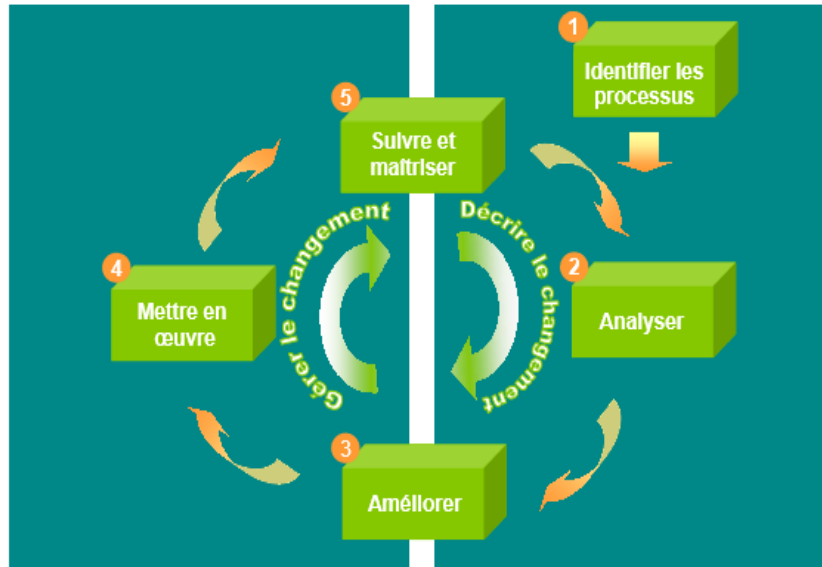 1
Identifier les
processus
5
Suivre et
maîtriser
Gérer le changement
Décrire le changement
4
Mettre en
œuvre
2
Analyser
3
Améliorer